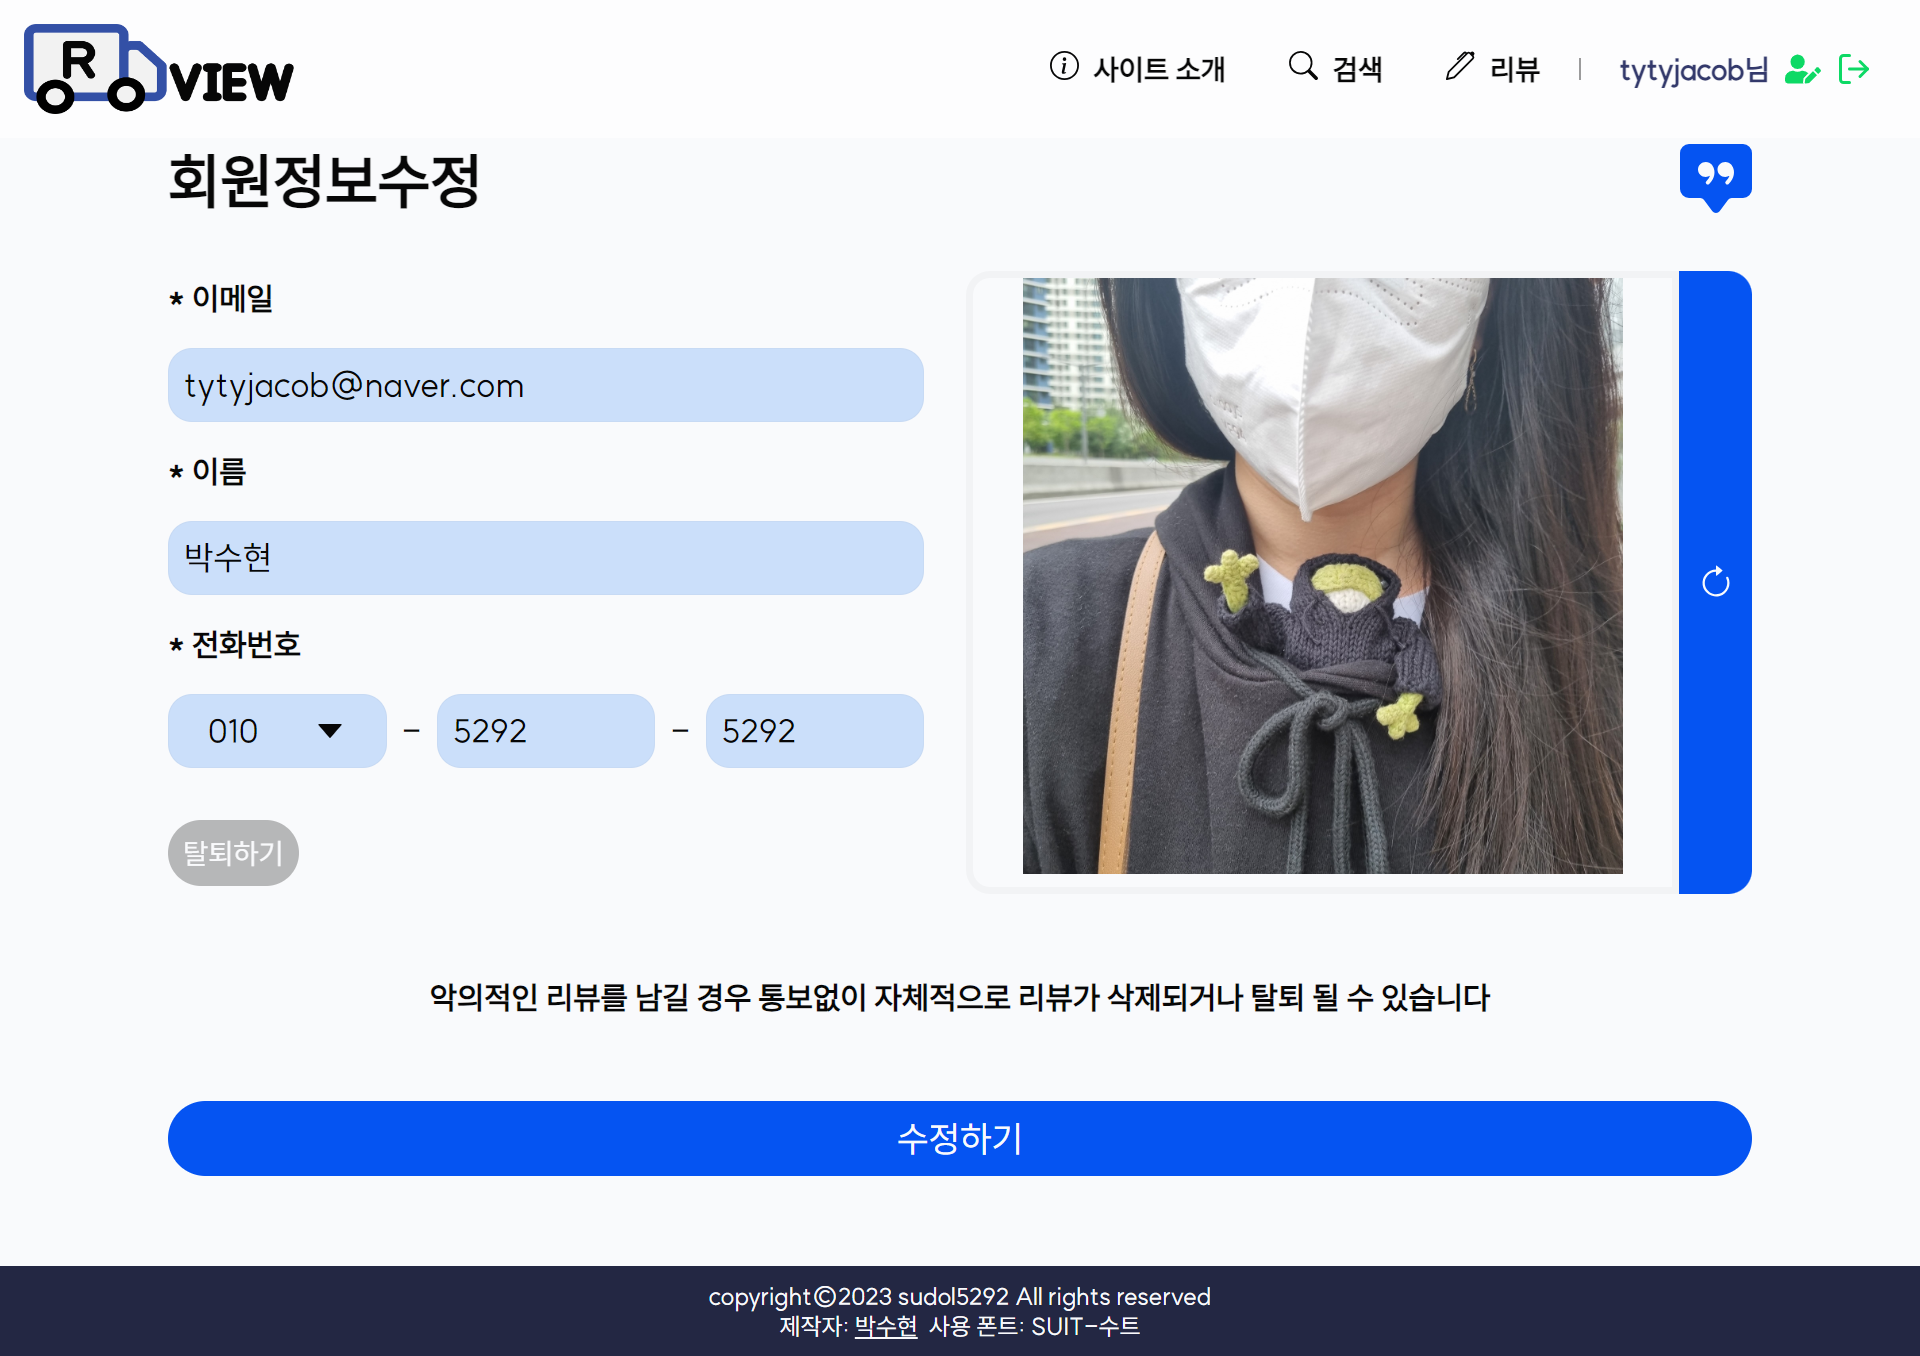 R VIEW
사이트 소개
검색
리뷰
tytyjacob님
회원정보수정
* 이메일
tytyjacob@naver.com
* 이름
박수현
* 전화번호
010 - 5292 - 5292
탈퇴하기
악의적인 리뷰를 남길 경우 통보없이 자체적으로 리뷰가 삭제되거나 탈퇴 될 수 있습니다
수정하기
copyright©2023 sudol5292 All rights reserved
제작자: 박수현 사용 폰트: SUIT-수트